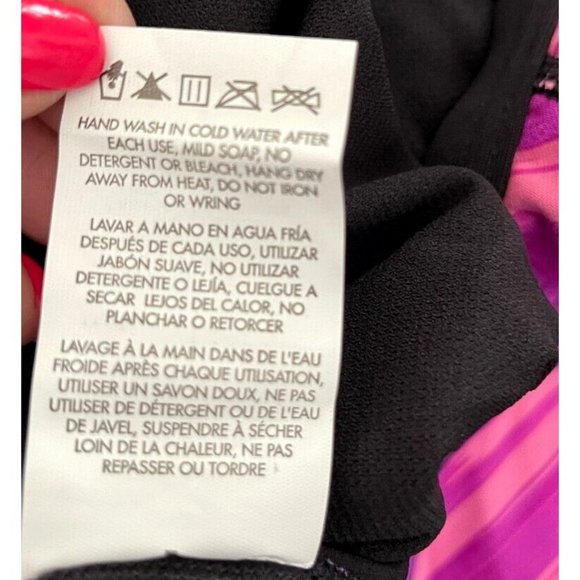 HAND WASH IN COLD WATER AFTER
EACH USE, MILD SOAP, NO
DETERGENT OR BLEACH, HANG DRY
AWAY FROM HEAT, DO NOT IRON
OR WRING
LAVAR A MANO EN AGUA FRÍA
DESPUÉS DE CADA USO, UTILIZAR
JABÓN SUAVE, NO UTILIZAR
DETERGENTE O LEJÍA, CUELGUE A
SECAR LEJOS DEL CALOR, NO
PLANCHAR O RETORCER
LAVAGE À LA MAIN DANS DE L'EAU
FROIDE APRÈS CHAQUE UTILISATION,
UTILISER UN SAVON DOUX, NE PAS
UTILISER DE DÉTERGENT OU DE L'EAU
DE JAVEL, SUSPENDRE À SÉCHER
LOIN DE LA CHALEUR, NE PAS
REPASSER OU TORDRE